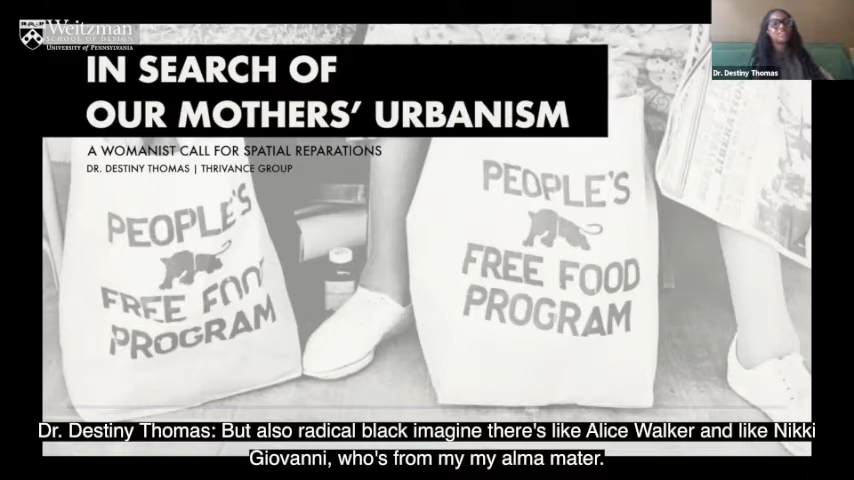 Weitzman
SCHOOL OF DESIGN
UNIVERSITY OF PENNSYLVANIA
Dr. Destiny Thomas
IN SEARCH OF
OUR MOTHERS' URBANISM
A WOMANIST CALL FOR SPATIAL REPARATIONS
DR. DESTINY THOMAS | THRIVANCE GROUP
PEOPLE'S
FREE FOOD
PROGRAM
PEOPLE'S
FREE FOOD
PROGRAM
LIBERATION
Dr. Destiny Thomas: But also radical black imagine there's like Alice Walker and like Nikki
Giovanni, who's from my my alma mater.